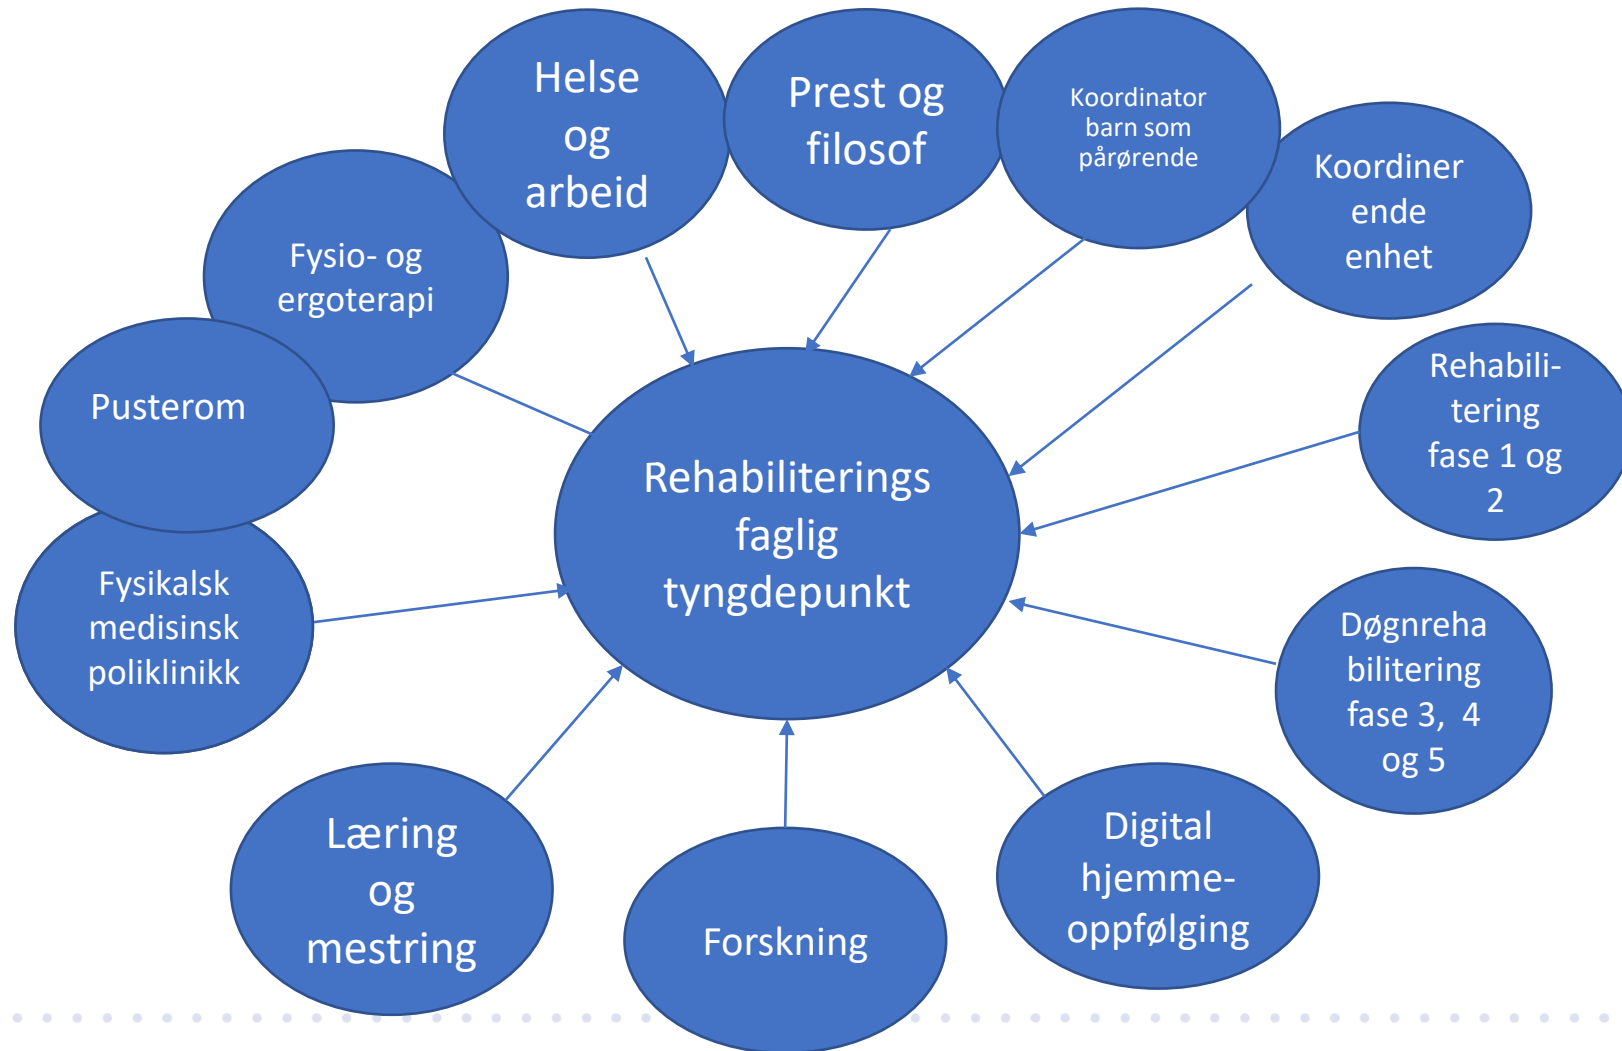 Helse
og
arbeid
Prest og
filosof
Koordinator
barn som
pårørende
Koordiner
ende
enhet
Fysio- og
ergoterapi
Pusterom
Rehabili-
tering
fase 1 og
2
Rehabiliterings
faglig
tyngdepunkt
Fysikalsk
medisinsk
poliklinikk
Døgnreha
bilitering
fase 3, 4
og 5
Læring
og
mestring
Forskning
Digital
hjemme-
oppfølging